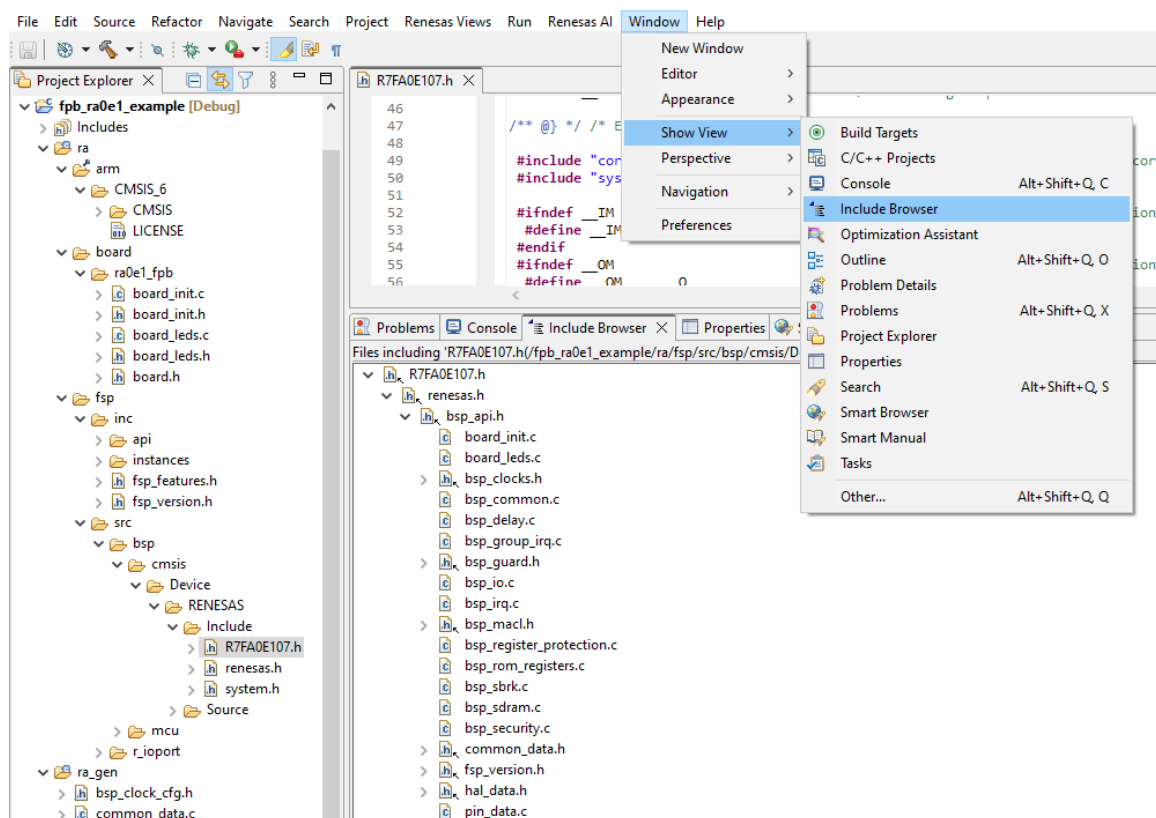 File Edit Source Refactor Navigate Search Project Renesas Views Run Renesas AI Window Help
Project Explorer
fpb_ra0e1_example [Debug]
Includes
ra
arm
CMSIS_6
CMSIS
LICENSE
board
ra0e1_fpb
board_init.c
board_init.h
board_leds.c
board_leds.h
board.h
fsp
inc
api
instances
fsp_features.h
fsp_version.h
src
bsp
cmsis
Device
RENESAS
Include
R7FA0E107.h
renesas.h
system.h
Source
mcu
r_ioport
ra_gen
bsp_clock_cfg.h
common_data.c
R7FA0E107.h
46
47 /** @} */ /* E
48
49 #include "cor
50 #include "sys
51
52 #ifndef __IM
53 #define __IM
54 #endif
55 #ifndef __OM
56 #define __OM O
New Window
Editor
Appearance
Show View
Perspective
Navigation
Preferences
Build Targets
C/C++ Projects
Console Alt+Shift+Q, C
Include Browser
Optimization Assistant
Outline Alt+Shift+Q, O
Problem Details
Problems Alt+Shift+Q, X
Project Explorer
Properties
Search Alt+Shift+Q, S
Smart Browser
Smart Manual
Tasks
Other... Alt+Shift+Q, Q
cor
ion
ion
Problems Console Include Browser Properties
Files including 'R7FA0E107.h(/fpb_ra0e1_example/ra/fsp/src/bsp/cmsis/D
R7FA0E107.h
renesas.h
bsp_api.h
board_init.c
board_leds.c
bsp_clocks.h
bsp_common.c
bsp_delay.c
bsp_group_irq.c
bsp_guard.h
bsp_io.c
bsp_irq.c
bsp_macl.h
bsp_register_protection.c
bsp_rom_registers.c
bsp_sbrk.c
bsp_sdram.c
bsp_security.c
common_data.h
fsp_version.h
hal_data.h
pin_data.c